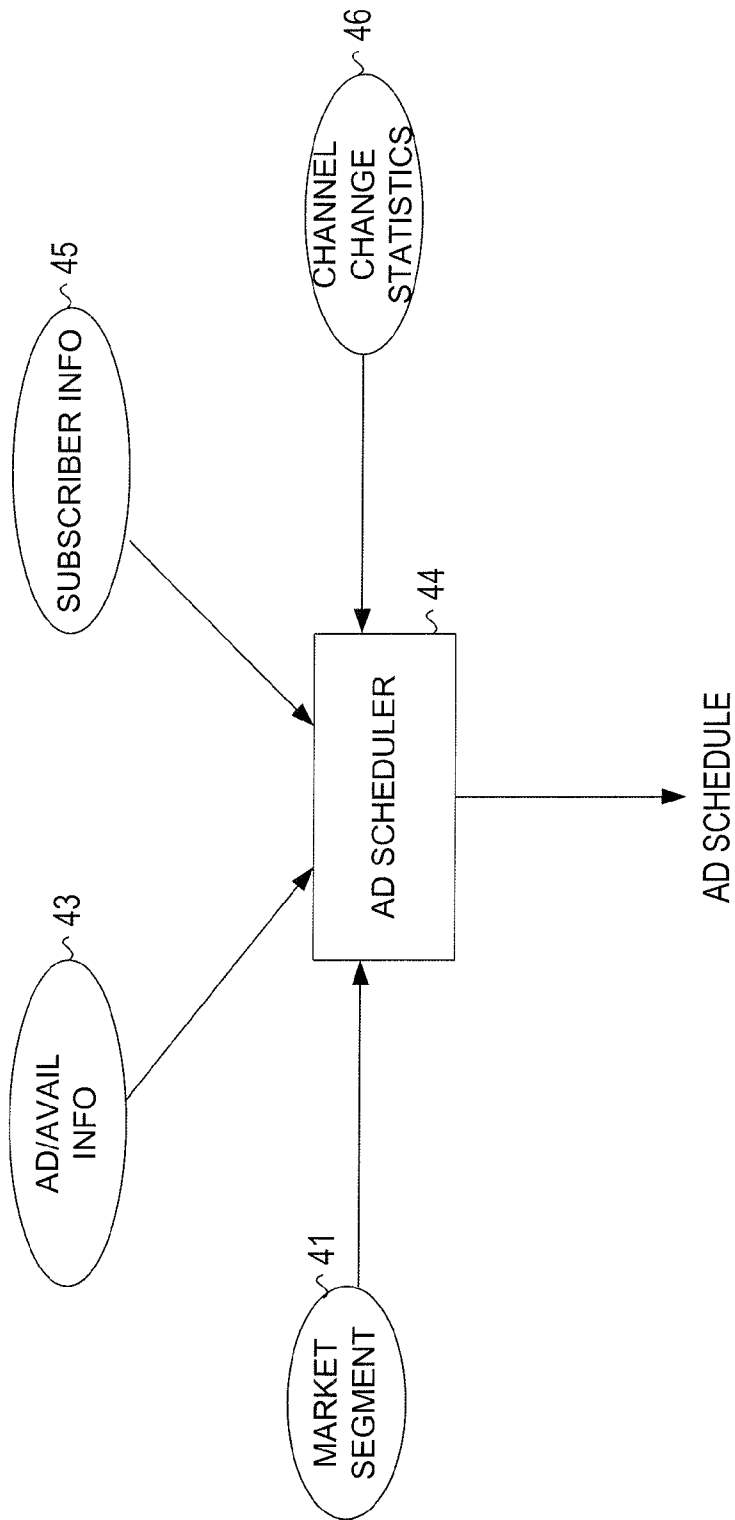 AD/AVAIL
INFO
43
SUBSCRIBER INFO
45
MARKET
SEGMENT
41
AD SCHEDULER
44
CHANNEL
CHANGE
STATISTICS
46
AD SCHEDULE